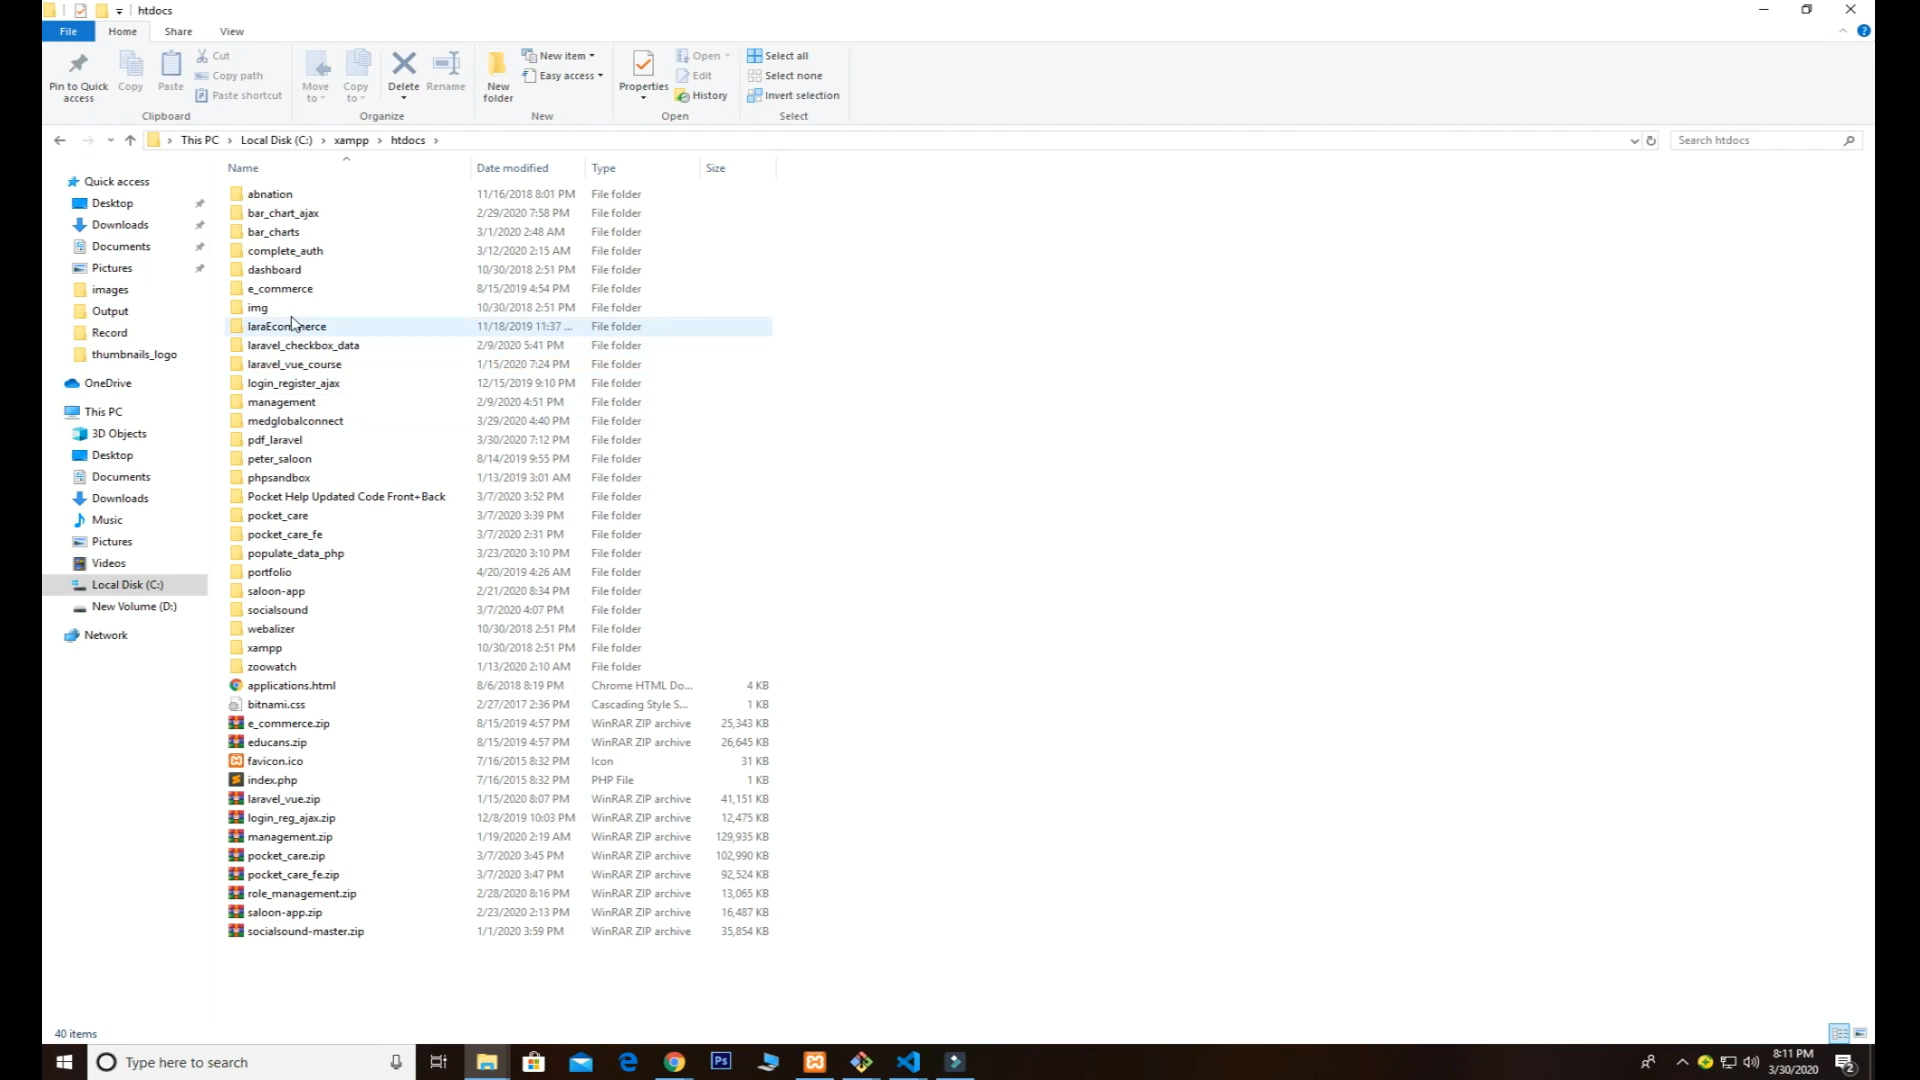 htdocs
File Home Share View
Pin to Quick access
Copy
Paste
Cut
Copy path
Paste shortcut
Clipboard
Move to
Copy to
Delete
Rename
Organize
New folder
New item
Easy access
New
Properties
Open
Edit
History
Open
Select all
Select none
Invert selection
Select
This PC > Local Disk (C:) > xampp > htdocs >
Search htdocs
Quick access
Desktop
Downloads
Documents
Pictures
images
Output
Record
thumbnails_logo
OneDrive
This PC
3D Objects
Desktop
Documents
Downloads
Music
Pictures
Videos
Local Disk (C:)
New Volume (D:)
Network
Name Date modified Type Size
abnation 11/16/2018 8:01 PM File folder
bar_chart_ajax 2/29/2020 7:58 PM File folder
bar_charts 3/1/2020 2:48 AM File folder
complete_auth 3/12/2020 2:15 AM File folder
dashboard 10/30/2018 2:51 PM File folder
e_commerce 8/15/2019 4:54 PM File folder
img 10/30/2018 2:51 PM File folder
laraEcommerce 11/18/2019 11:37 ... File folder
laravel_checkbox_data 2/9/2020 5:41 PM File folder
laravel_vue_course 1/15/2020 7:24 PM File folder
login_register_ajax 12/15/2019 9:10 PM File folder
management 2/9/2020 4:51 PM File folder
medglobalconnect 3/29/2020 4:40 PM File folder
pdf_laravel 3/30/2020 7:12 PM File folder
peter_saloon 8/14/2019 9:55 PM File folder
phpsandbox 1/13/2019 3:01 AM File folder
Pocket Help Updated Code Front+Back 3/7/2020 3:52 PM File folder
pocket_care 3/7/2020 3:39 PM File folder
pocket_care_fe 3/7/2020 2:31 PM File folder
populate_data_php 3/23/2020 3:10 PM File folder
portfolio 4/20/2019 4:26 AM File folder
saloon-app 2/21/2020 8:34 PM File folder
socialsound 3/7/2020 4:07 PM File folder
webalizer 10/30/2018 2:51 PM File folder
xampp 10/30/2018 2:51 PM File folder
zoowatch 1/13/2020 2:10 AM File folder
applications.html 8/6/2018 8:19 PM Chrome HTML Do... 4 KB
bitnami.css 2/27/2017 2:36 PM Cascading Style S... 1 KB
e_commerce.zip 8/15/2019 4:57 PM WinRAR ZIP archive 25,343 KB
educans.zip 8/15/2019 4:57 PM WinRAR ZIP archive 26,645 KB
favicon.ico 7/16/2015 8:32 PM Icon 31 KB
index.php 7/16/2015 8:32 PM PHP File 1 KB
laravel_vue.zip 1/15/2020 8:07 PM WinRAR ZIP archive 41,151 KB
login_reg_ajax.zip 12/8/2019 10:03 PM WinRAR ZIP archive 12,475 KB
management.zip 1/19/2020 2:19 AM WinRAR ZIP archive 129,935 KB
pocket_care.zip 3/7/2020 3:45 PM WinRAR ZIP archive 102,990 KB
pocket_care_fe.zip 3/7/2020 3:47 PM WinRAR ZIP archive 92,524 KB
role_management.zip 2/28/2020 8:16 PM WinRAR ZIP archive 13,065 KB
saloon-app.zip 2/23/2020 2:13 PM WinRAR ZIP archive 16,487 KB
socialsound-master.zip 1/1/2020 3:59 PM WinRAR ZIP archive 35,854 KB
40 items
Type here to search
Ps
8:11 PM
3/30/2020
2